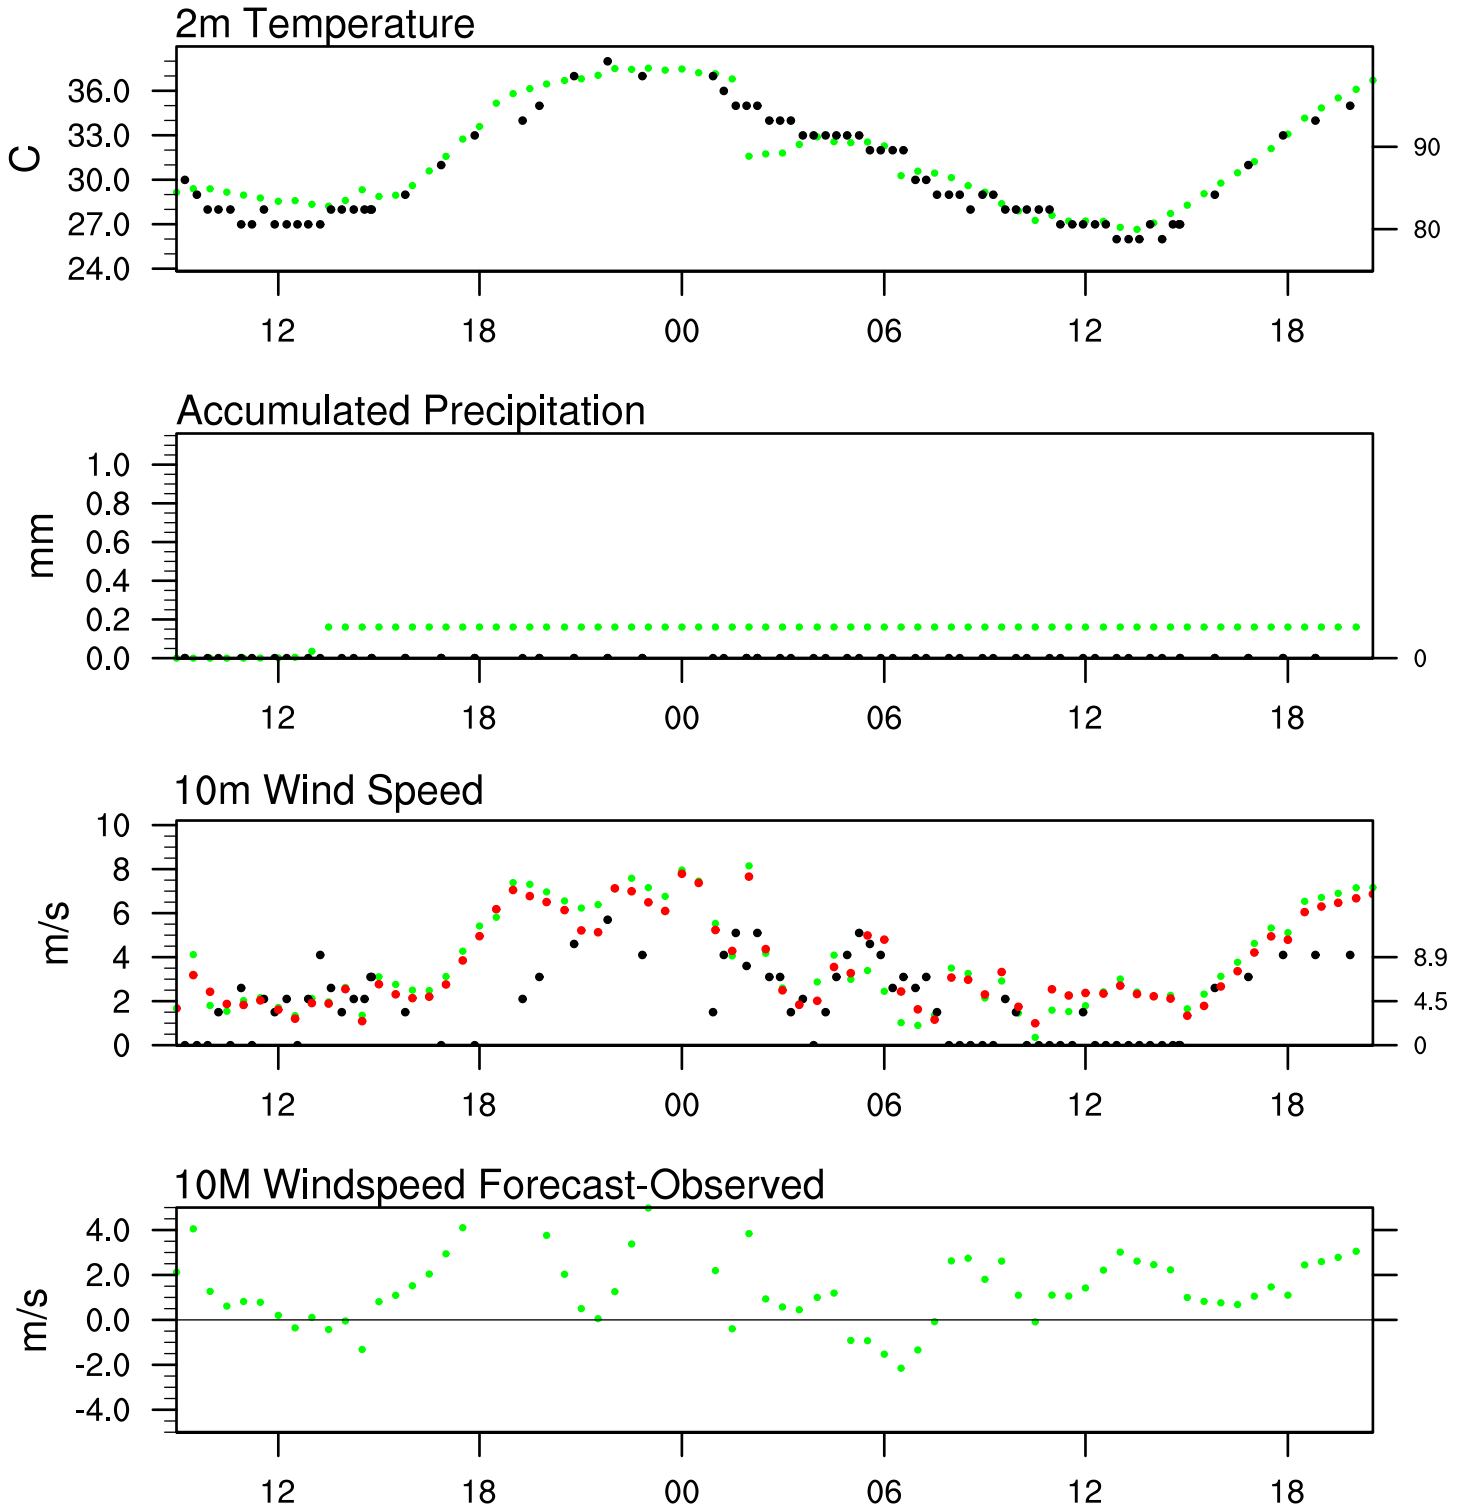 2m Temperature
C
36.0
33.0
30.0
27.0
24.0
90
80
12 18 00 06 12 18
Accumulated Precipitation
mm
1.0
0.8
0.6
0.4
0.2
0.0
0
12 18 00 06 12 18
10m Wind Speed
m/s
10
8
6
4
2
0
8.9
4.5
0
12 18 00 06 12 18
10M Windspeed Forecast-Observed
m/s
4.0
2.0
0.0
-2.0
-4.0
12 18 00 06 12 18